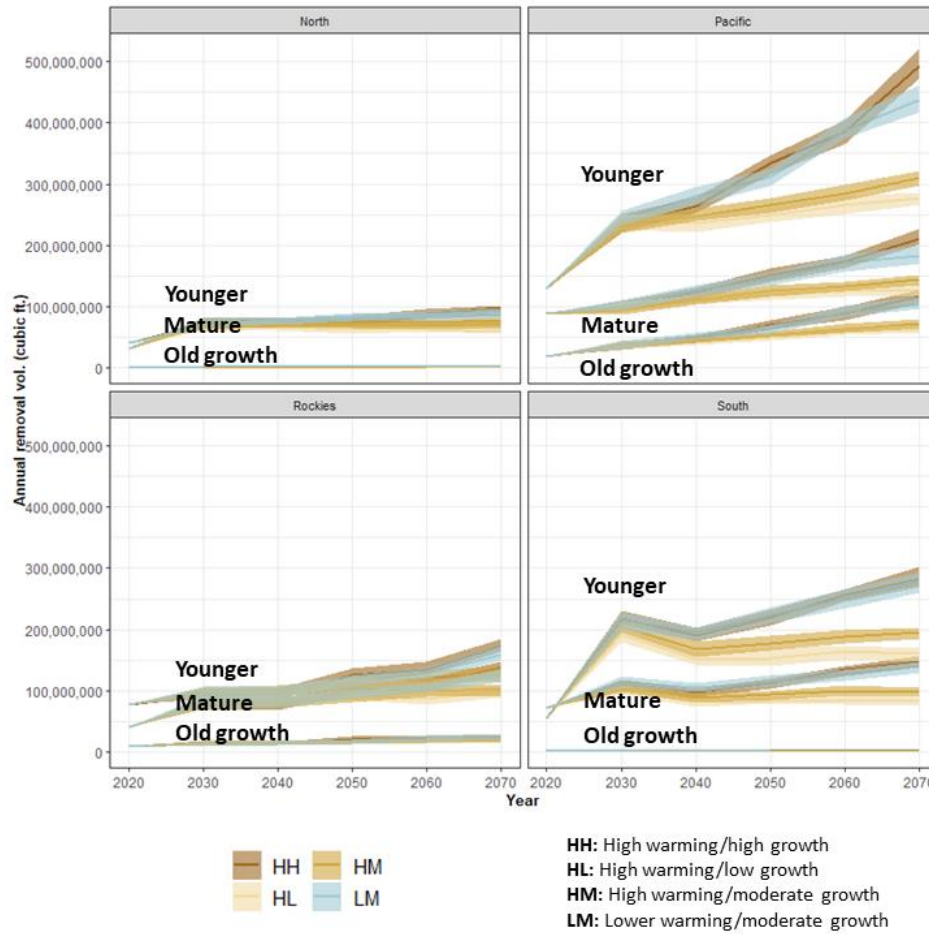 North
Pacific
Annual removal vol. (cubic ft.)
500,000,000
400,000,000
300,000,000
200,000,000
100,000,000
0
Younger
Mature
Old growth
Younger
Mature
Old growth
Rockies
South
500,000,000
400,000,000
300,000,000
200,000,000
100,000,000
0
Younger
Mature
Old growth
Younger
Mature
Old growth
2020 2030 2040 2050 2060 2070
2020 2030 2040 2050 2060 2070
Year
HH HM
HL LM
HH: High warming/high growth
HL: High warming/low growth
HM: High warming/moderate growth
LM: Lower warming/moderate growth